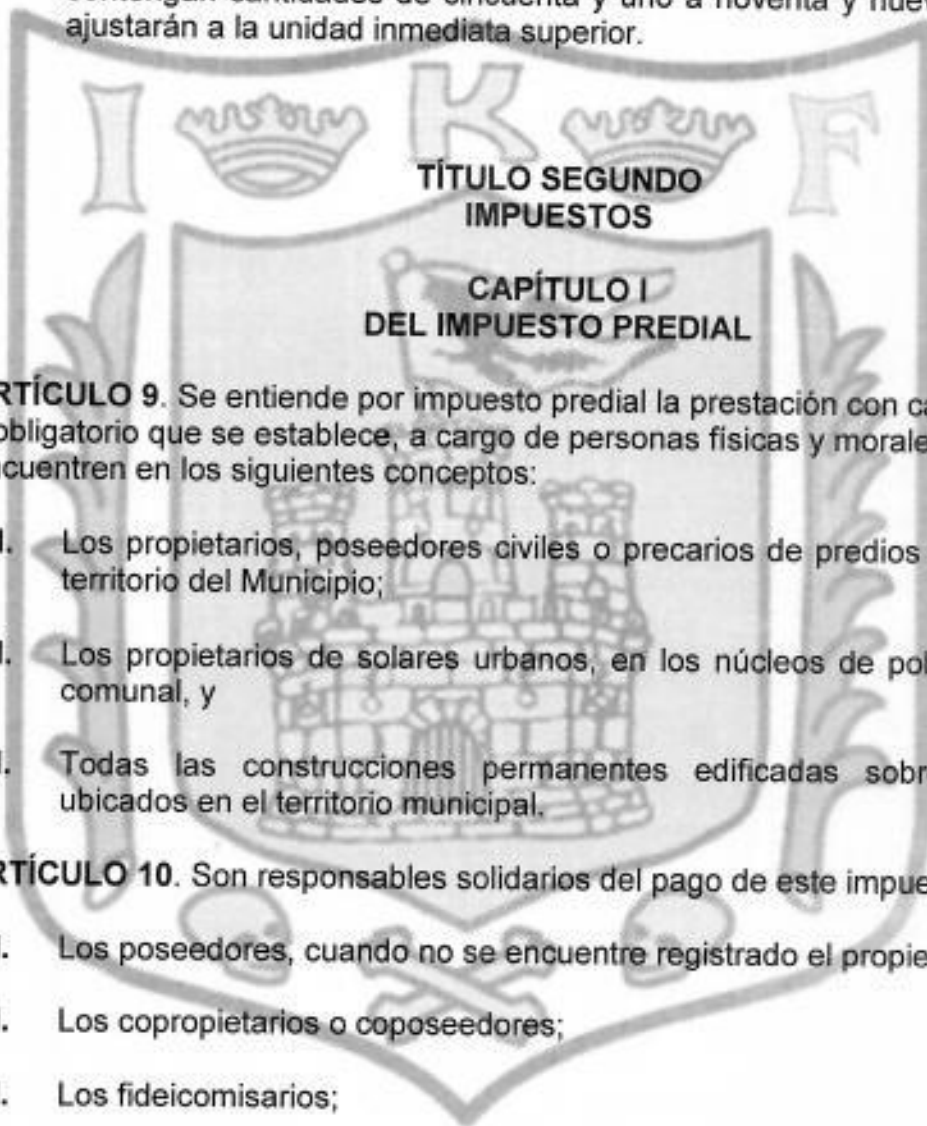 cincuenta y uno a noventa y
ajustarán a la unidad inmediata superior.
I K F
TÍTULO SEGUNDO
IMPUESTOS
CAPÍTULO I
DEL IMPUESTO PREDIAL
RTÍCULO 9. Se entiende por impuesto predial la prestación con ca
obligatorio que se establece, a cargo de personas físicas y morale
cuentren en los siguientes conceptos:
I. Los propietarios, poseedores civiles o precarios de predios
territorio del Municipio;
I. Los propietarios de solares urbanos, en los núcleos de pol
comunal, y
I. Todas las construcciones permanentes edificadas sobr
ubicados en el territorio municipal.
RTÍCULO 10. Son responsables solidarios del pago de este impue
I. Los poseedores, cuando no se encuentre registrado el propie
I. Los copropietarios o coposeedores;
I. Los fideicomisarios;